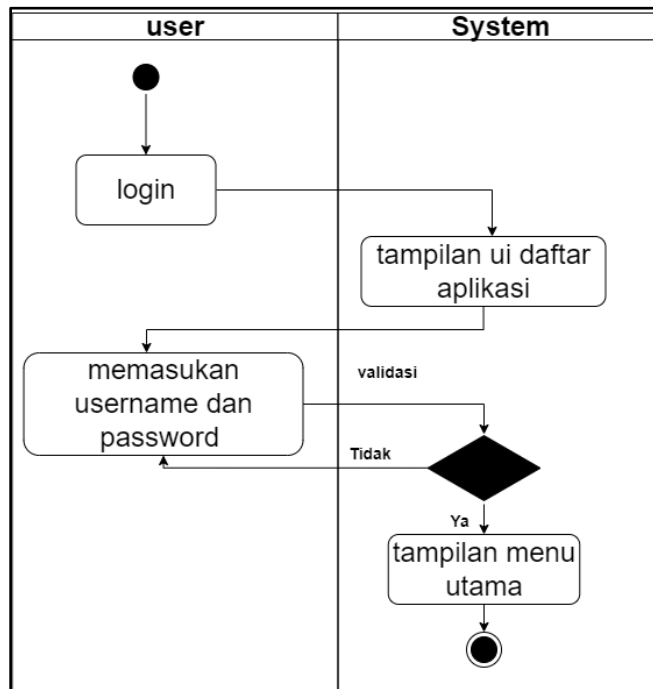 user
System
login
tampilan ui daftar
aplikasi
memasukan
username dan
password
validasi
Tidak
Ya
tampilan menu
utama